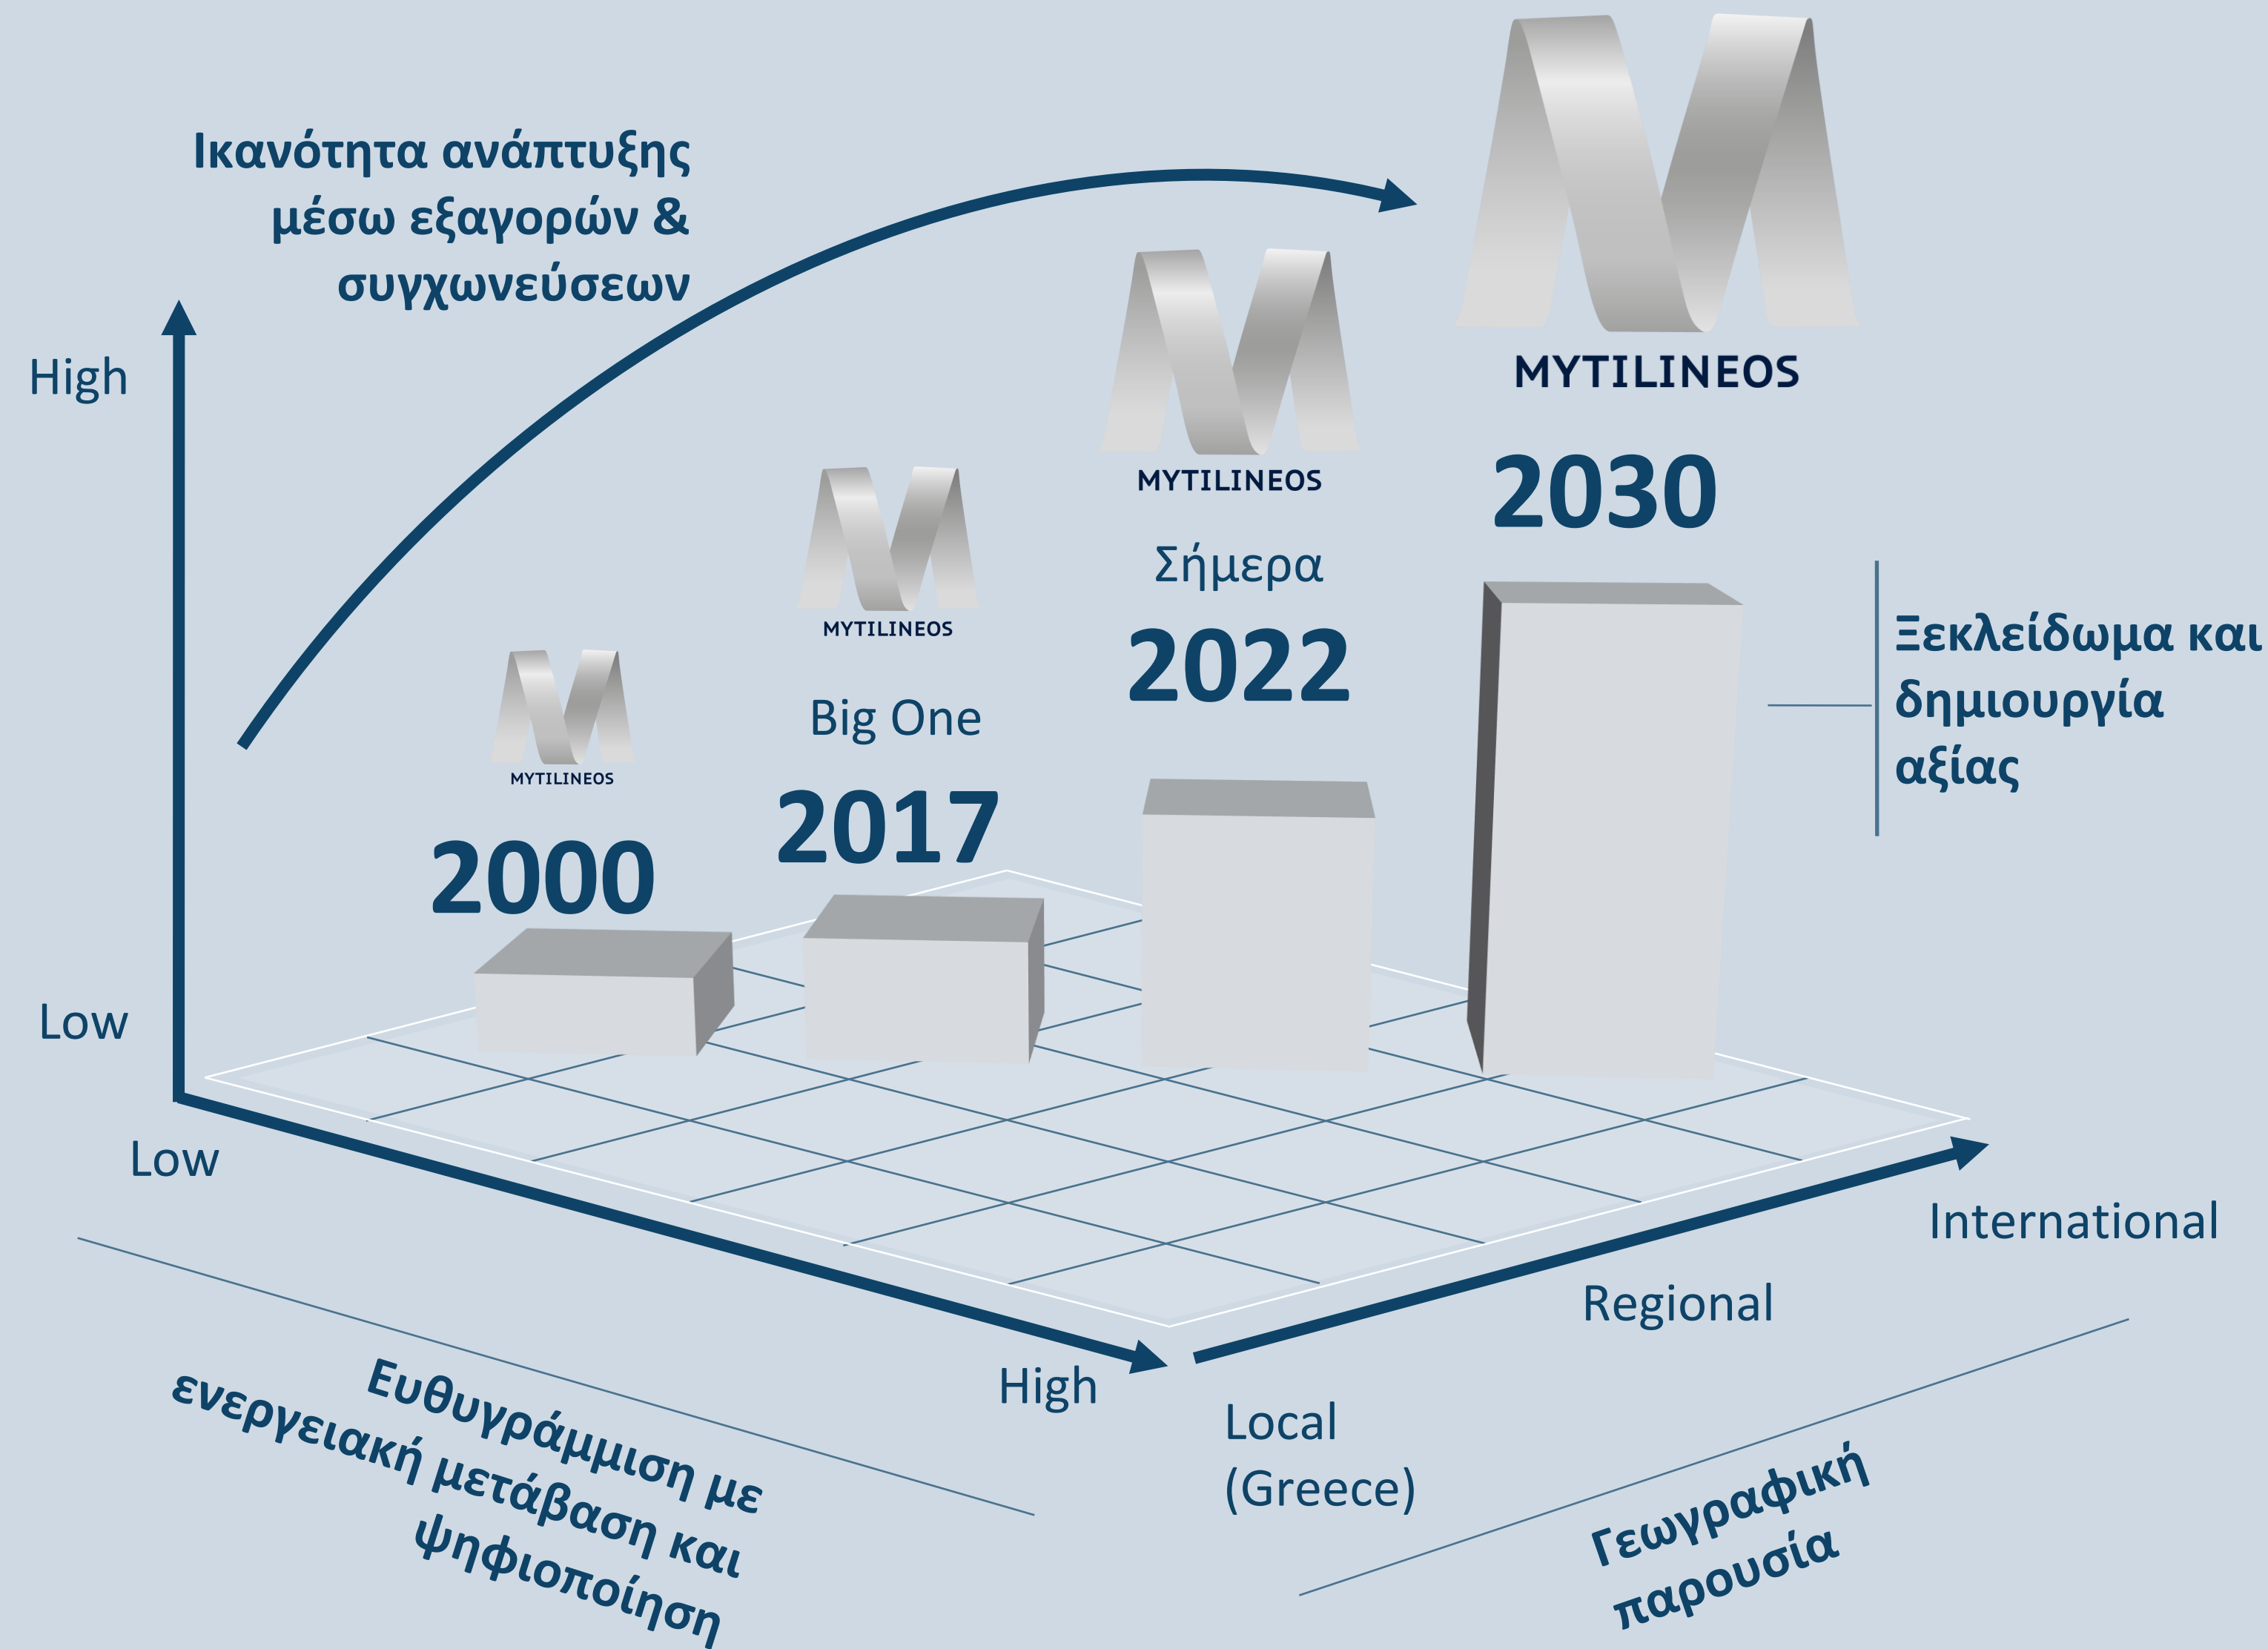 Ικανότητα ανάπτυξης
μέσω εξαγορών &
συγχωνεύσεων
High
Low
MYTILINEOS
2000
MYTILINEOS
Big One
2017
MYTILINEOS
Σήμερα
2022
MYTILINEOS
2030
Ξεκλείδωμα και
δημιουργία
αξίας
Low
High
Ευθυγράμμιση με
ενεργειακή μετάβαση και
ψηφιοποίηση
Local
(Greece)
Regional
International
Γεωγραφική
παρουσία